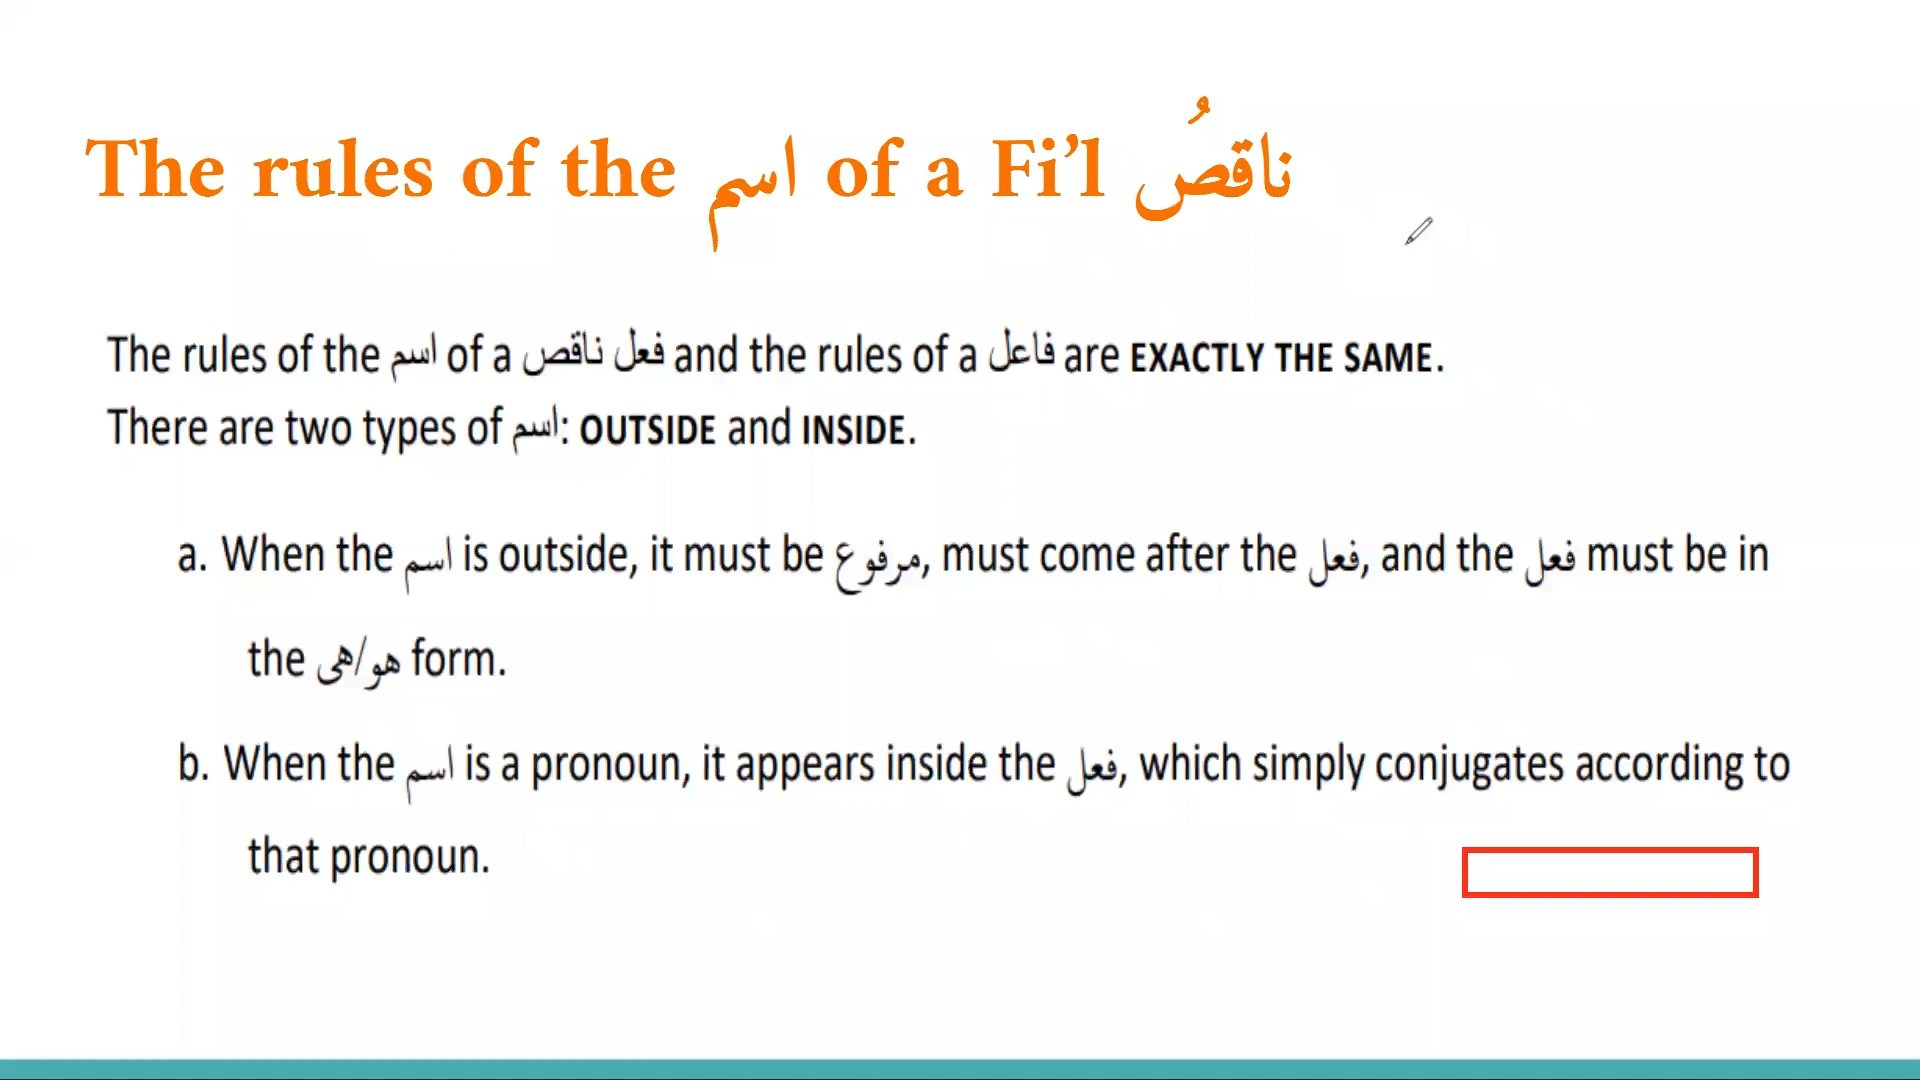 The rules of the اسم of a Fi’l ناقصُ
The rules of the اسم of a فعل ناقص and the rules of a فاعل are EXACTLY THE SAME.
There are two types of اسم: OUTSIDE and INSIDE.
a. When the اسم is outside, it must be مرفوع, must come after the فعل, and the فعل must be in
the هو/هی form.
b. When the اسم is a pronoun, it appears inside the فعل, which simply conjugates according to
that pronoun.